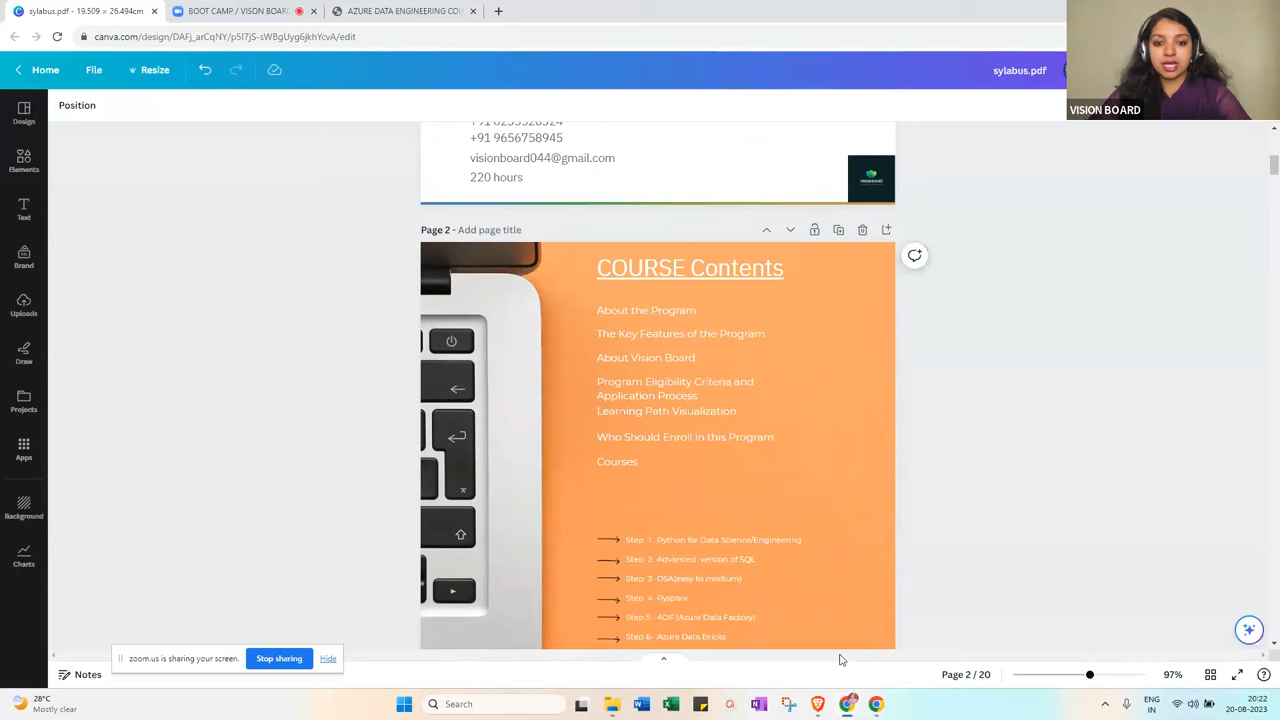 sylabus.pdf - 19.509 × 26.494cm
BOOT CAMP / VISION BOARD
AZURE DATA ENGINEERING CO
canva.com/design/DAFj_arCqNY/p5I7jS-sWBgUyg6jkhYcvA/edit
Home
File
Resize
sylabus.pdf
VISION BOARD
Position
Design
Elements
Text
Brand
Uploads
Draw
Projects
Apps
Background
Charts
+91 9656758945
visionboard044@gmail.com
220 hours
VISIONBOARD
Page 2 - Add page title
COURSE Contents
About the Program
The Key Features of the Program
About Vision Board
Program Eligibility Criteria and
Application Process
Learning Path Visualization
Who Should Enroll in this Program
Courses
Step 1 Python for Data Science/Engineering
Step 2 Advanced version of SQL
Step 3 DSA(easy to medium)
Step 4 Pyspark
Step 5 - ADF [Azure Data Factory]
Step 6- Azure Data Bricks
zoom.us is sharing your screen.
Stop sharing
Hide
Notes
Page 2 / 20
97%
28°C
Mostly clear
Search
ENG
IN
20:22
20-08-2023